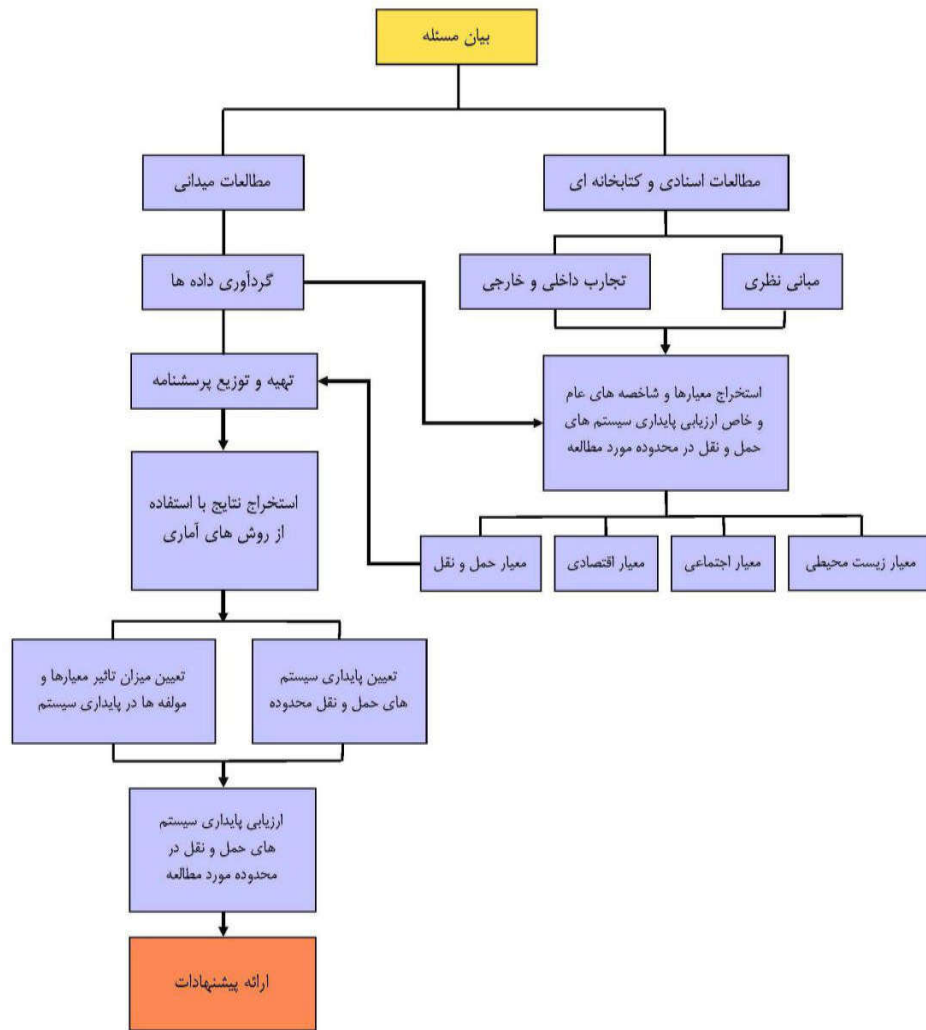 بیان مسئله
مطالعات اسنادی و کتابخانه ای
مطالعات میدانی
مبانی نظری
تجارب داخلی و خارجی
گردآوری داده ها
استخراج معیارها و شاخصه های عام
و خاص ارزیابی پایداری سیستم های
حمل و نقل در محدوده مورد مطالعه
تهیه و توزیع پرسشنامه
استخراج نتایج با استفاده
از روش های آماری
معیار زیست محیطی
معیار اجتماعی
معیار اقتصادی
معیار حمل و نقل
تعیین پایداری سیستم
های حمل و نقل محدوده
تعیین میزان تاثیر معیارها و
مولفه ها در پایداری سیستم
ارزیابی پایداری سیستم
های حمل و نقل در
محدوده مورد مطالعه
ارائه پیشنهادات